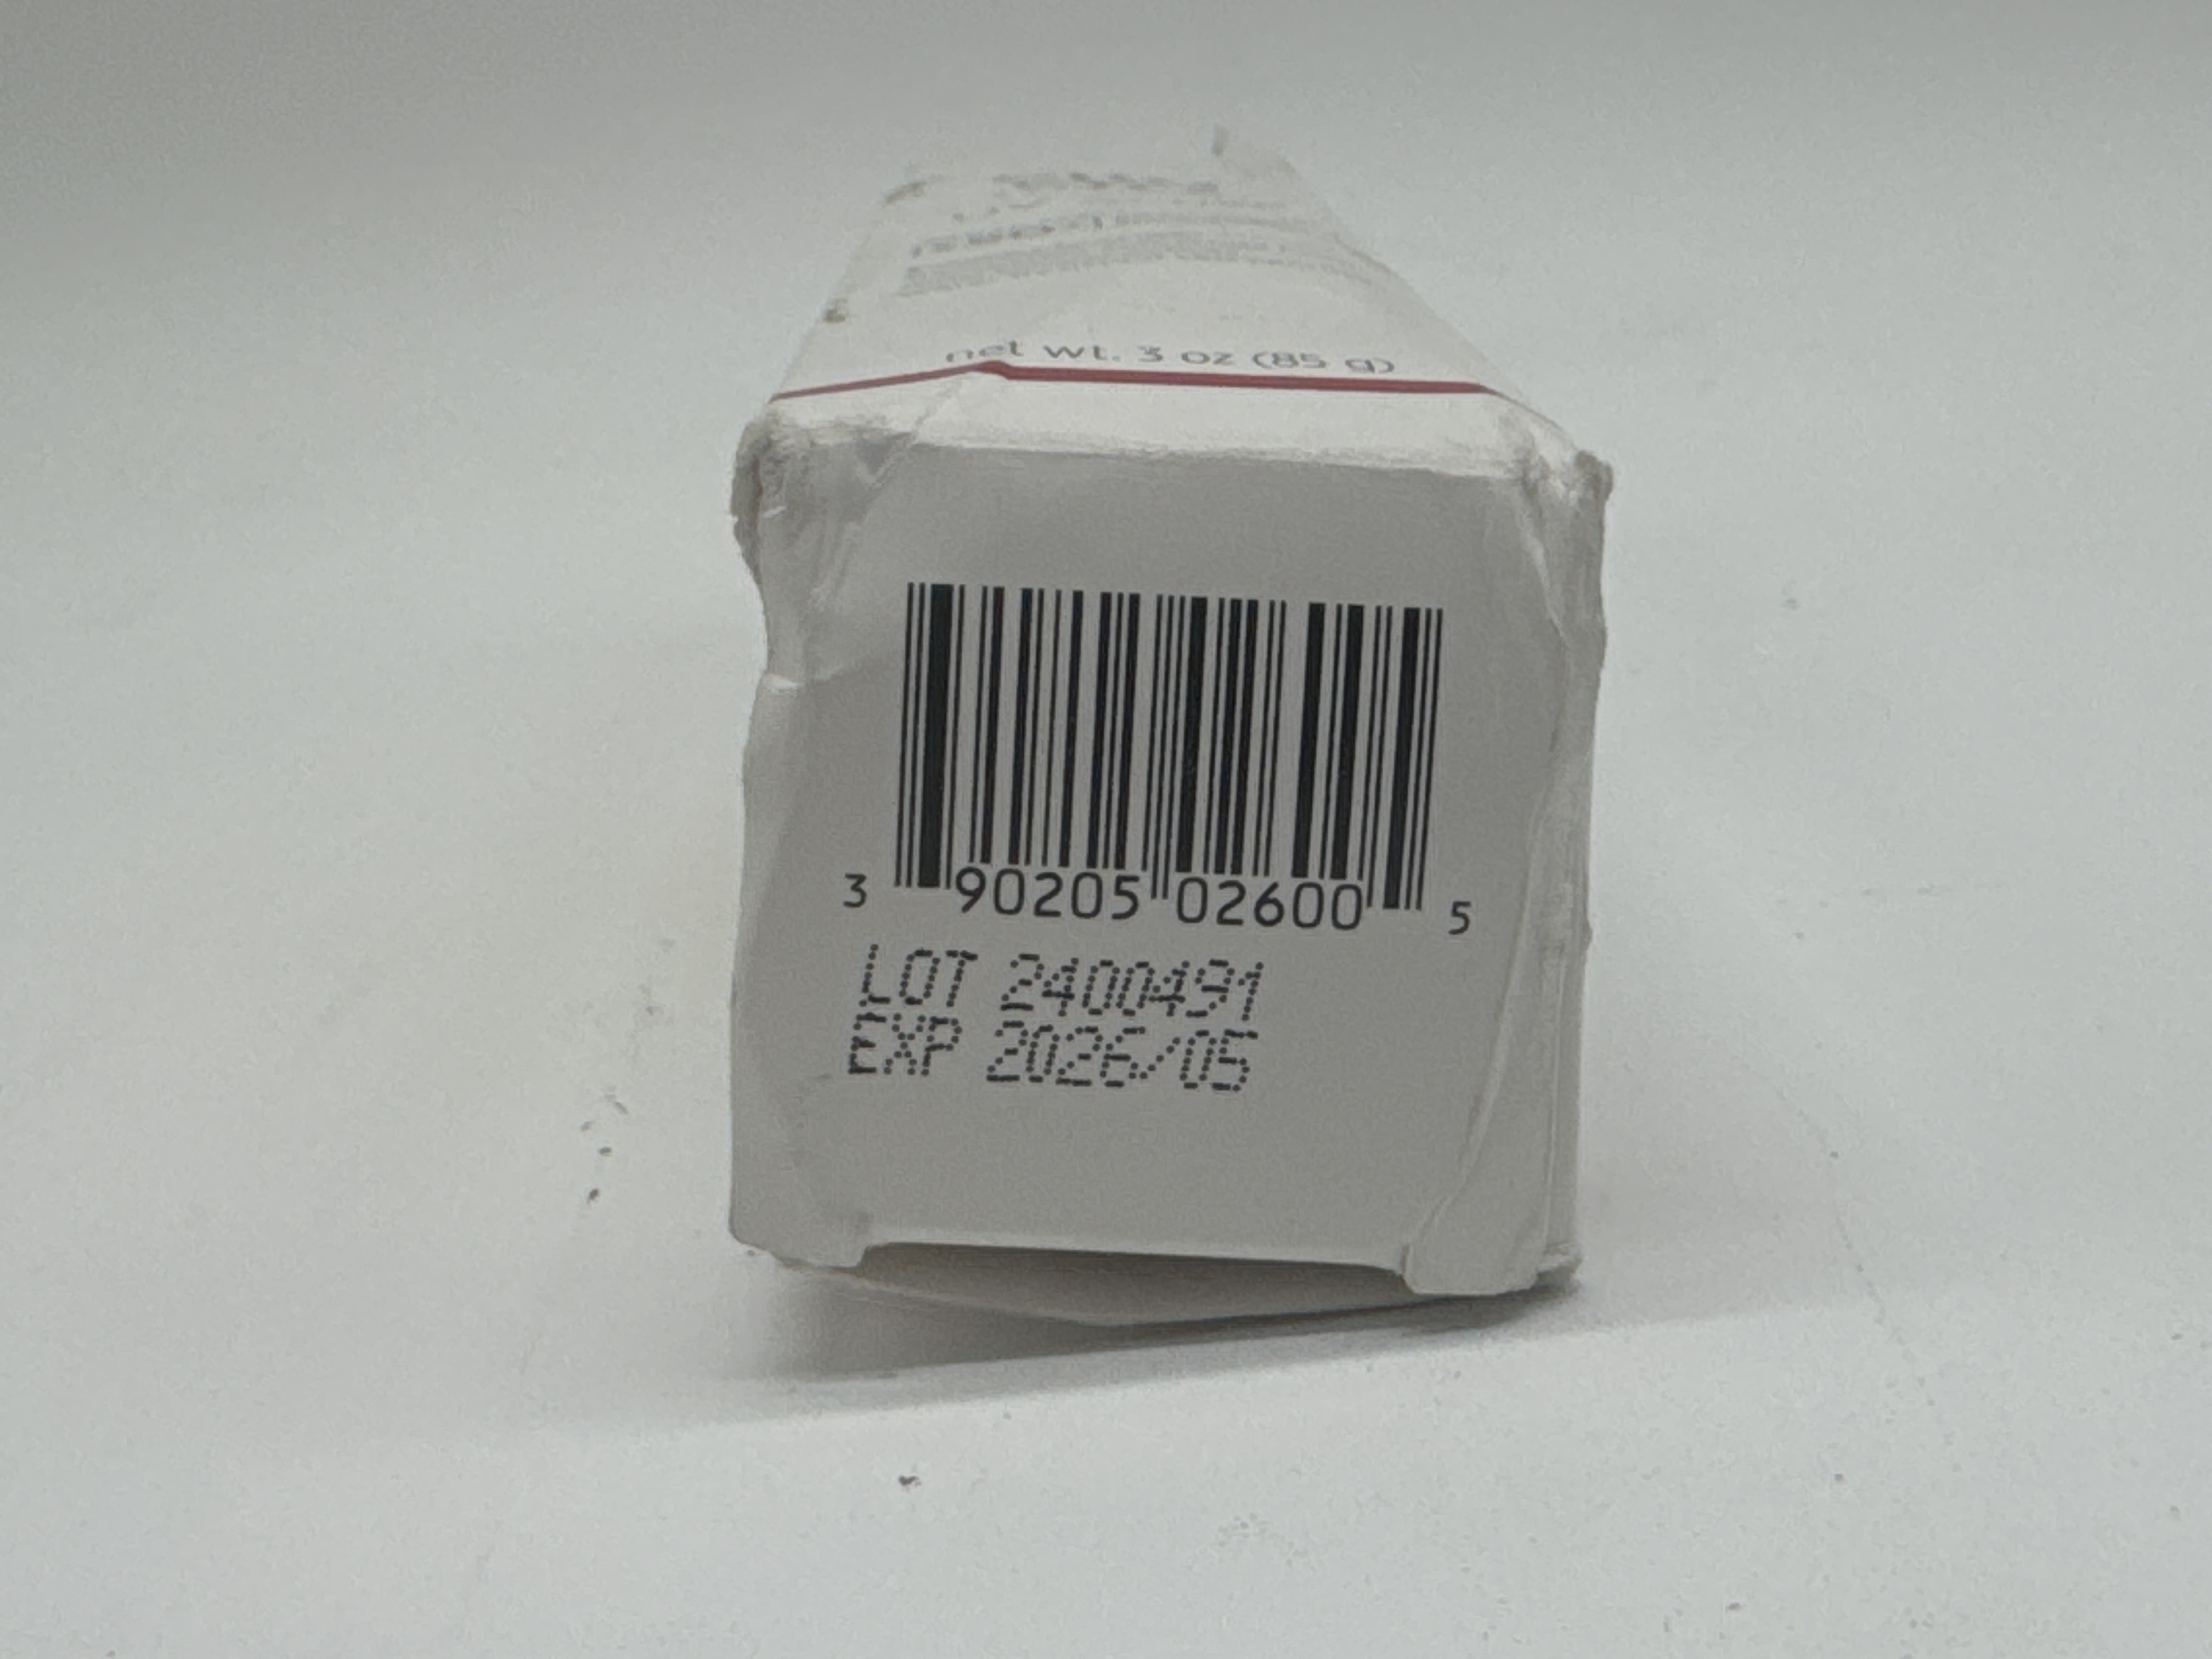 net wt. 3 oz (85 g)
3 90205 02600 5
LOT 2400491
EXP 2026/05